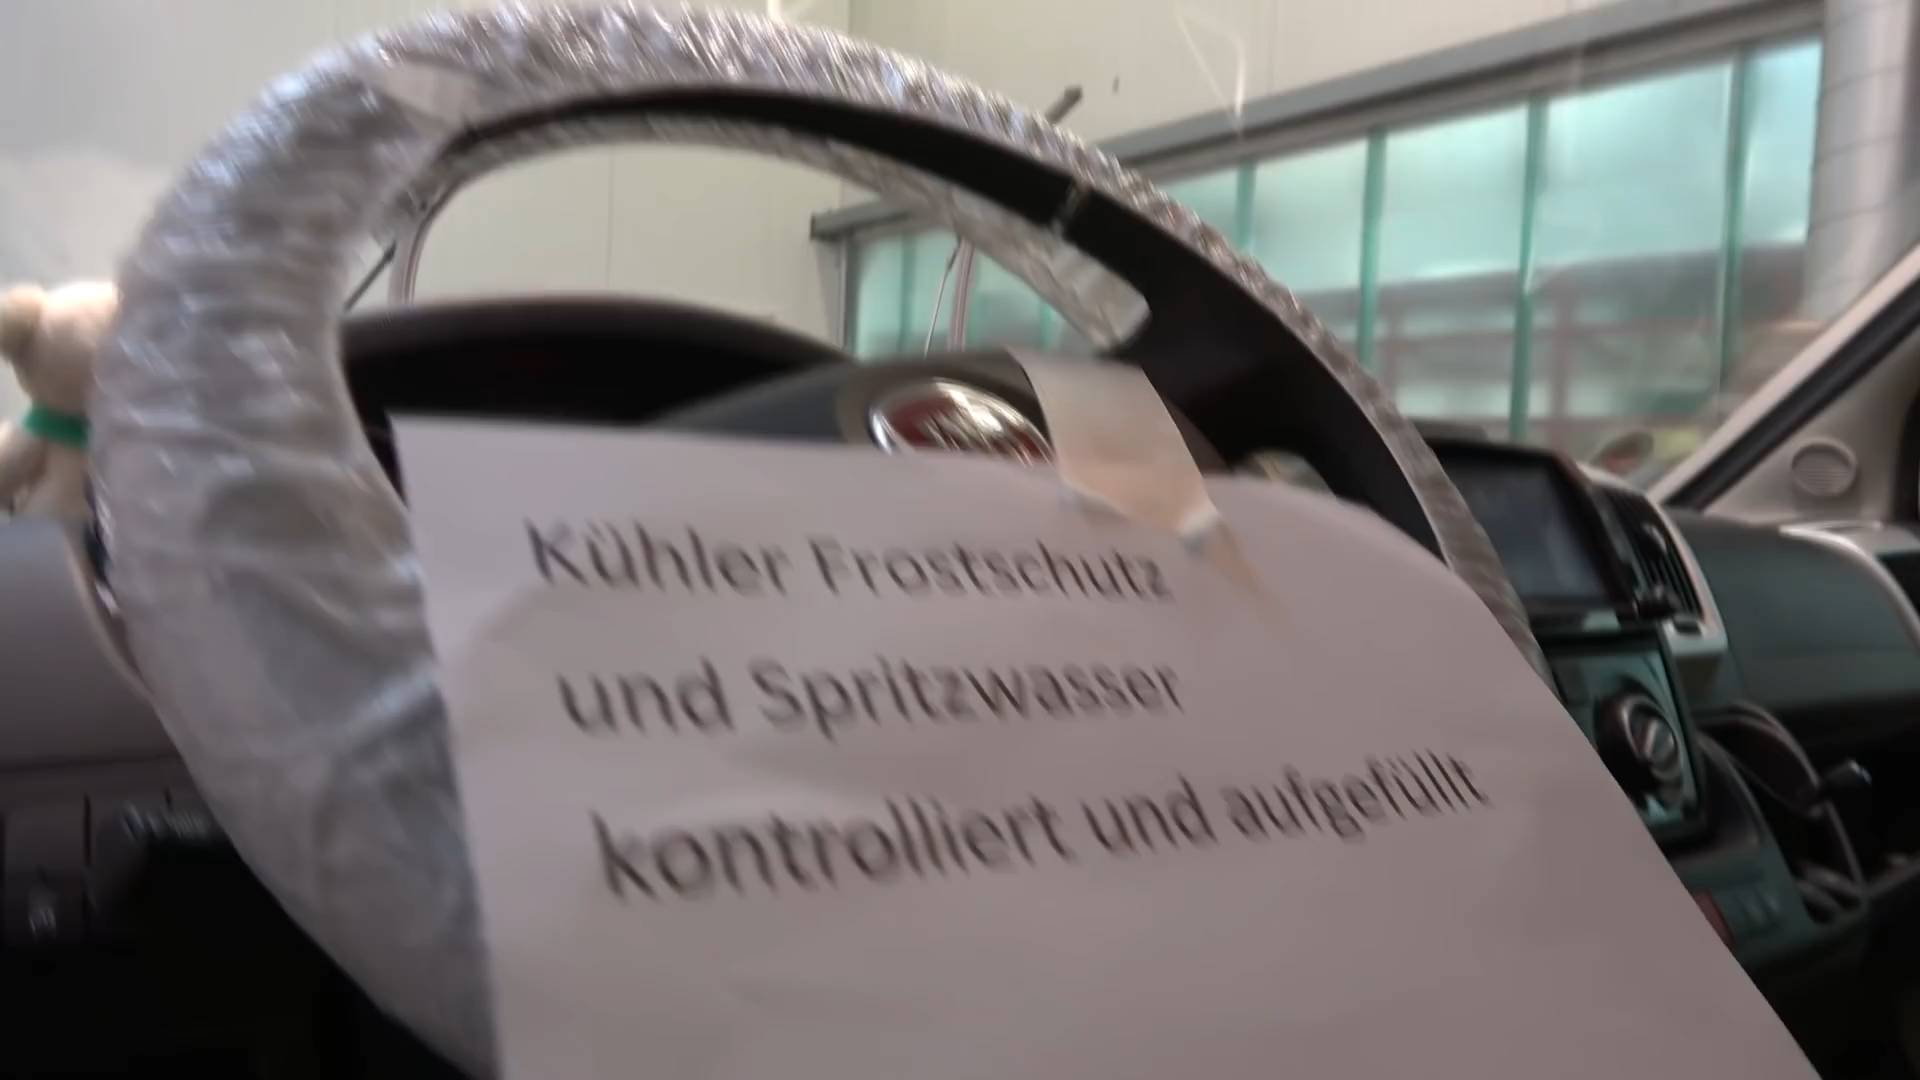 Kühler Frostschutz
und Spritzwasser
kontrolliert und aufgefüllt